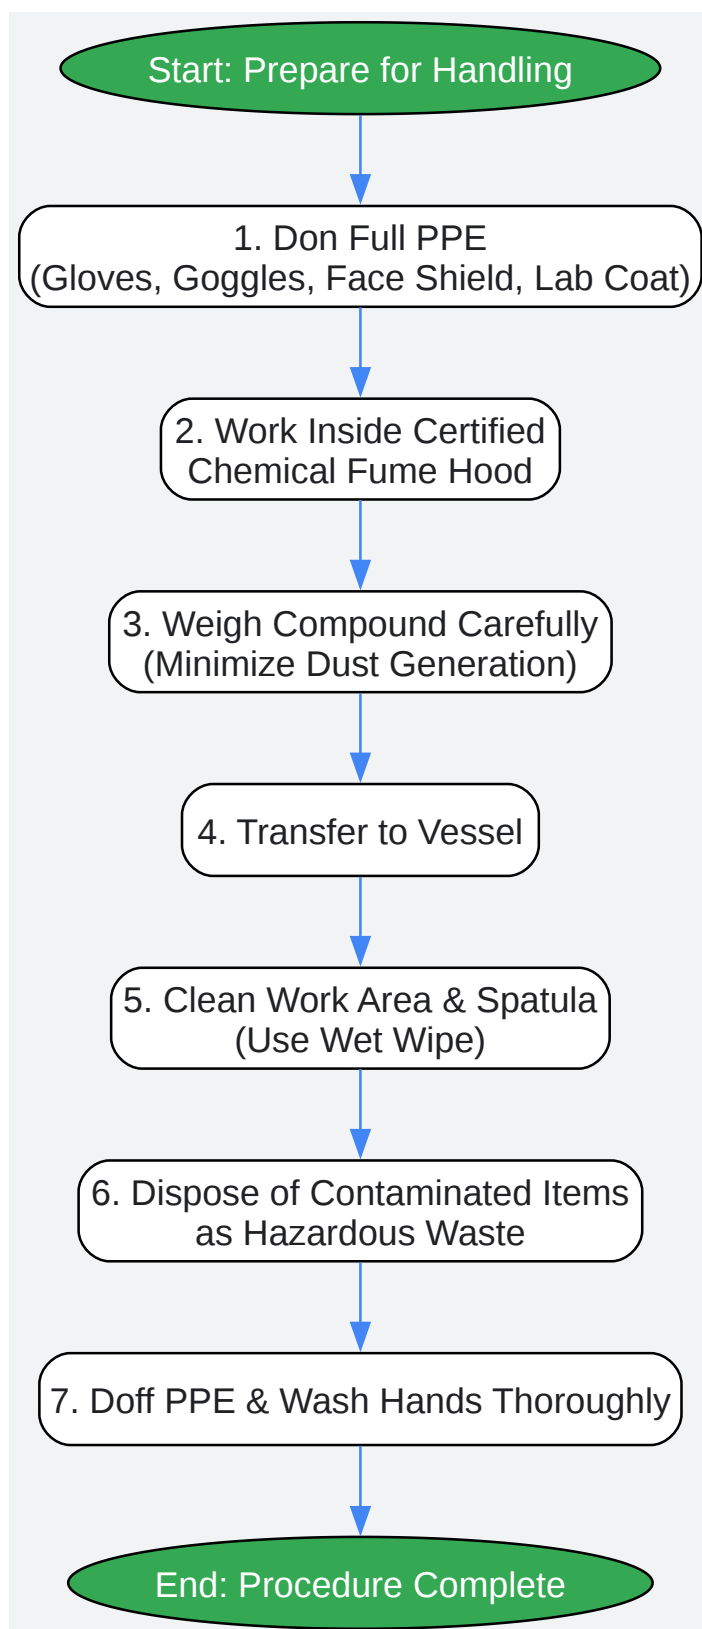 Start: Prepare for Handling
1. Don Full PPE
(Gloves, Goggles, Face Shield, Lab Coat)
2. Work Inside Certified
Chemical Fume Hood
3. Weigh Compound Carefully
(Minimize Dust Generation)
4. Transfer to Vessel
5. Clean Work Area & Spatula
(Use Wet Wipe)
6. Dispose of Contaminated Items
as Hazardous Waste
7. Doff PPE & Wash Hands Thoroughly
End: Procedure Complete